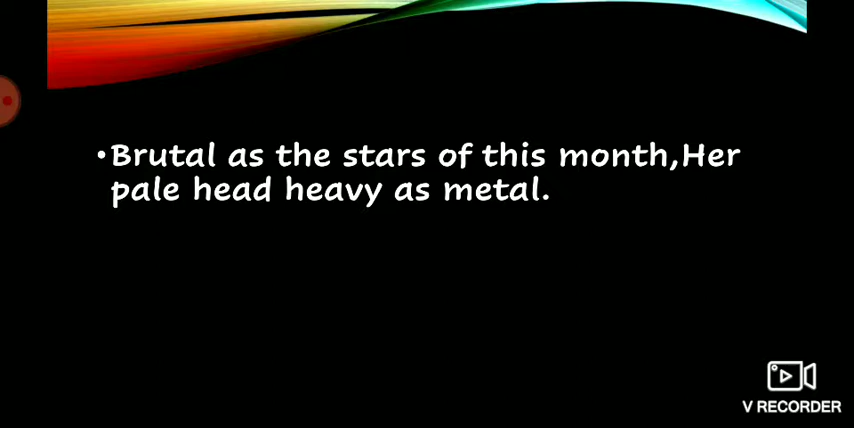 •Brutal as the stars of this month,Her
pale head heavy as metal.
V RECORDER